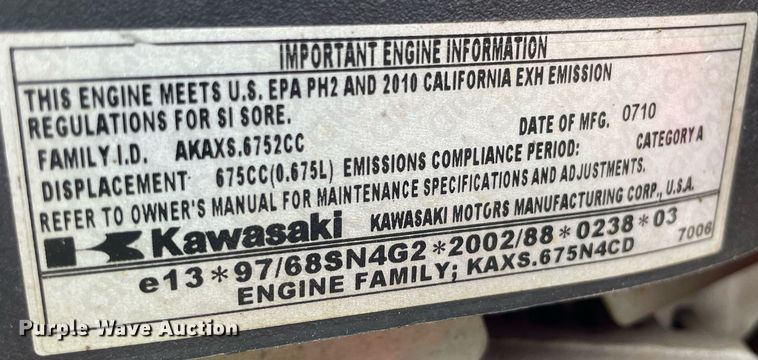 IMPORTANT ENGINE INFORMATION
THIS ENGINE MEETS U.S. EPA PH2 AND 2010 CALIFORNIA EXH EMISSION
REGULATIONS FOR SI SORE.
DATE OF MFG. 0710
FAMILY I.D. AKAXS.6752CC
DISPLACEMENT 675CC(0.675L) EMISSIONS COMPLIANCE PERIOD: CATEGORY A
REFER TO OWNER'S MANUAL FOR MAINTENANCE SPECIFICATIONS AND ADJUSTMENTS.
Kawasaki KAWASAKI MOTORS MANUFACTURING CORP., U.S.A.
e13*97/68SN4G2*2002/88*0238*03
ENGINE FAMILY; KAXS.675N4CD 7006
Purple Wave Auction